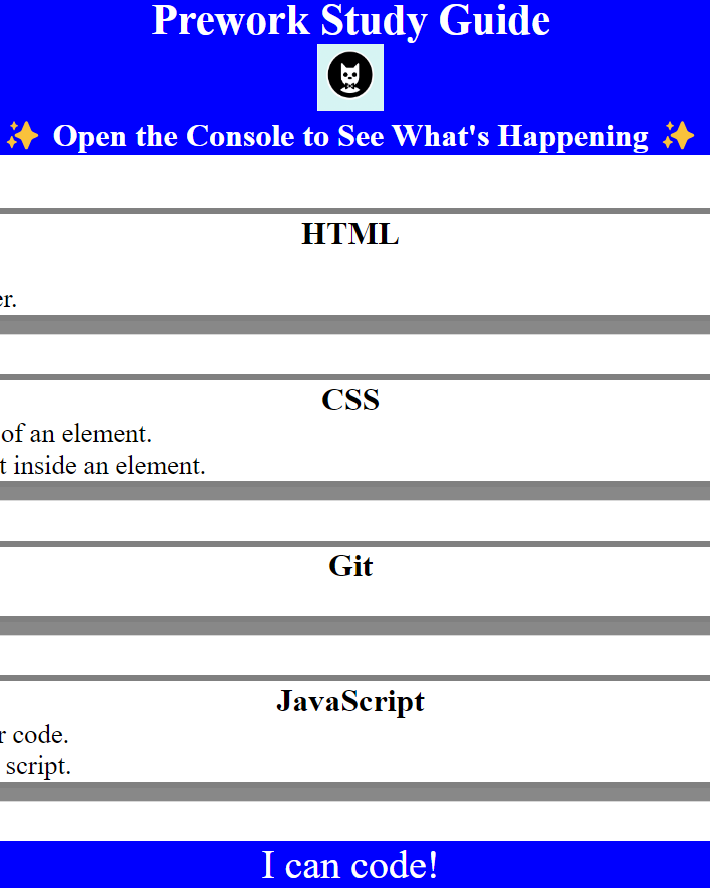 Prework Study Guide
✨ Open the Console to See What's Happening ✨
HTML
er.
CSS
of an element.
t inside an element.
Git
JavaScript
r code.
script.
I can code!